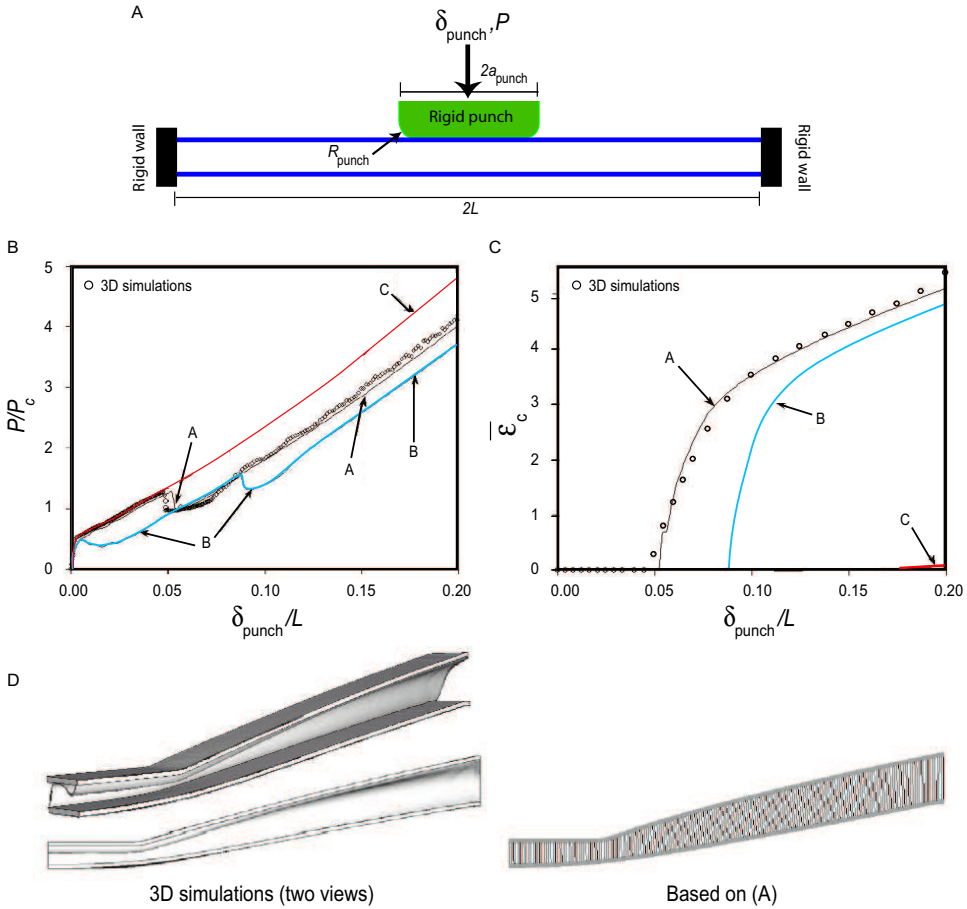 A
δpunch,P
2apunch
Rigid punch
Rpunch
Rigid wall
Rigid wall
2L
B
5
4
3
2
1
0
P/Pc
3D simulations
C
A
A
B
B
0.00
0.05
0.10
0.15
0.20
δpunch/L
C
5
4
3
2
1
0
ε̄c
3D simulations
A
B
C
0.00
0.05
0.10
0.15
0.20
δpunch/L
D
3D simulations (two views)
Based on (A)